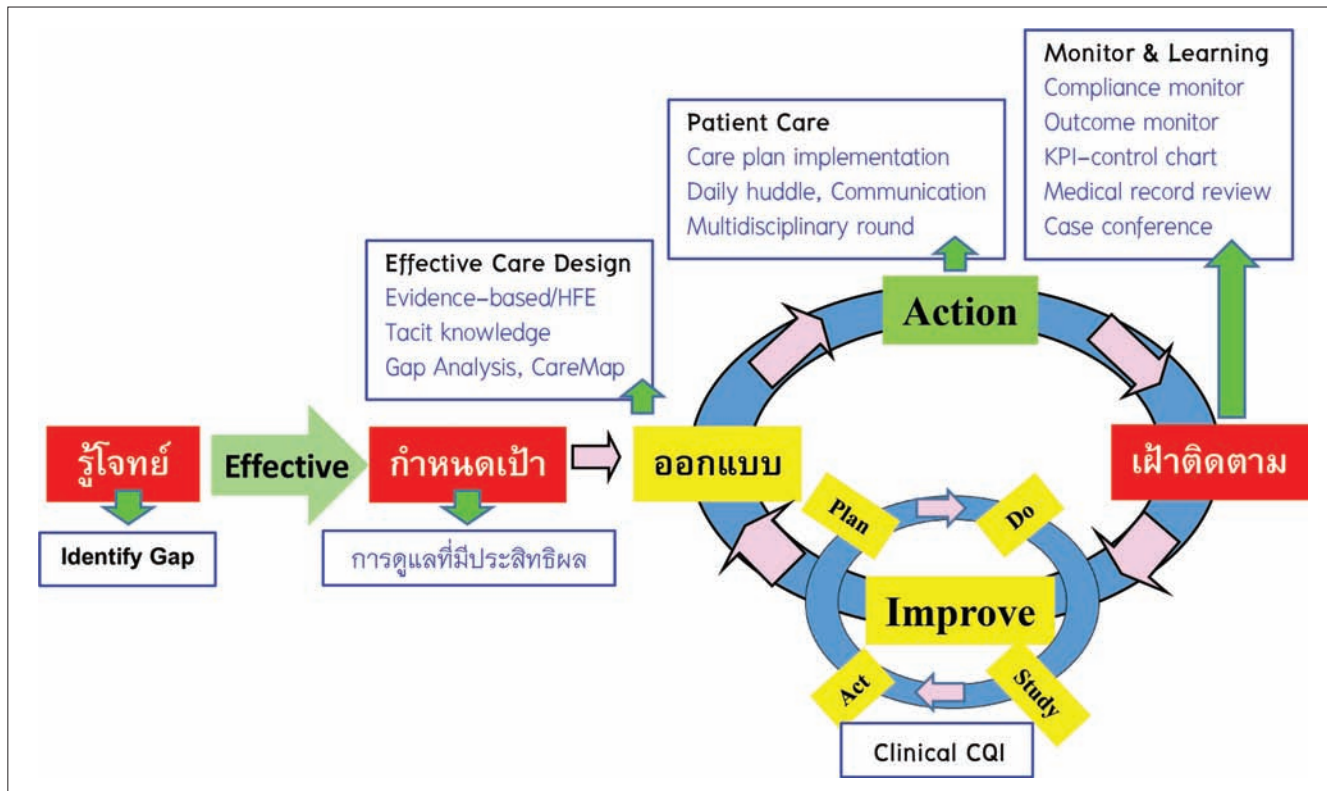 Monitor & Learning
Compliance monitor
Outcome monitor
KPI-control chart
Medical record review
Case conference
Patient Care
Care plan implementation
Daily huddle, Communication
Multidisciplinary round
Effective Care Design
Evidence-based/HFE
Tacit knowledge
Gap Analysis, CareMap
Action
รู้โจทย์
Effective
กำหนดเป้า
ออกแบบ
เฝ้าติดตาม
Identify Gap
การดูแลที่มีประสิทธิผล
Plan
Do
Improve
Act
Study
Clinical CQI